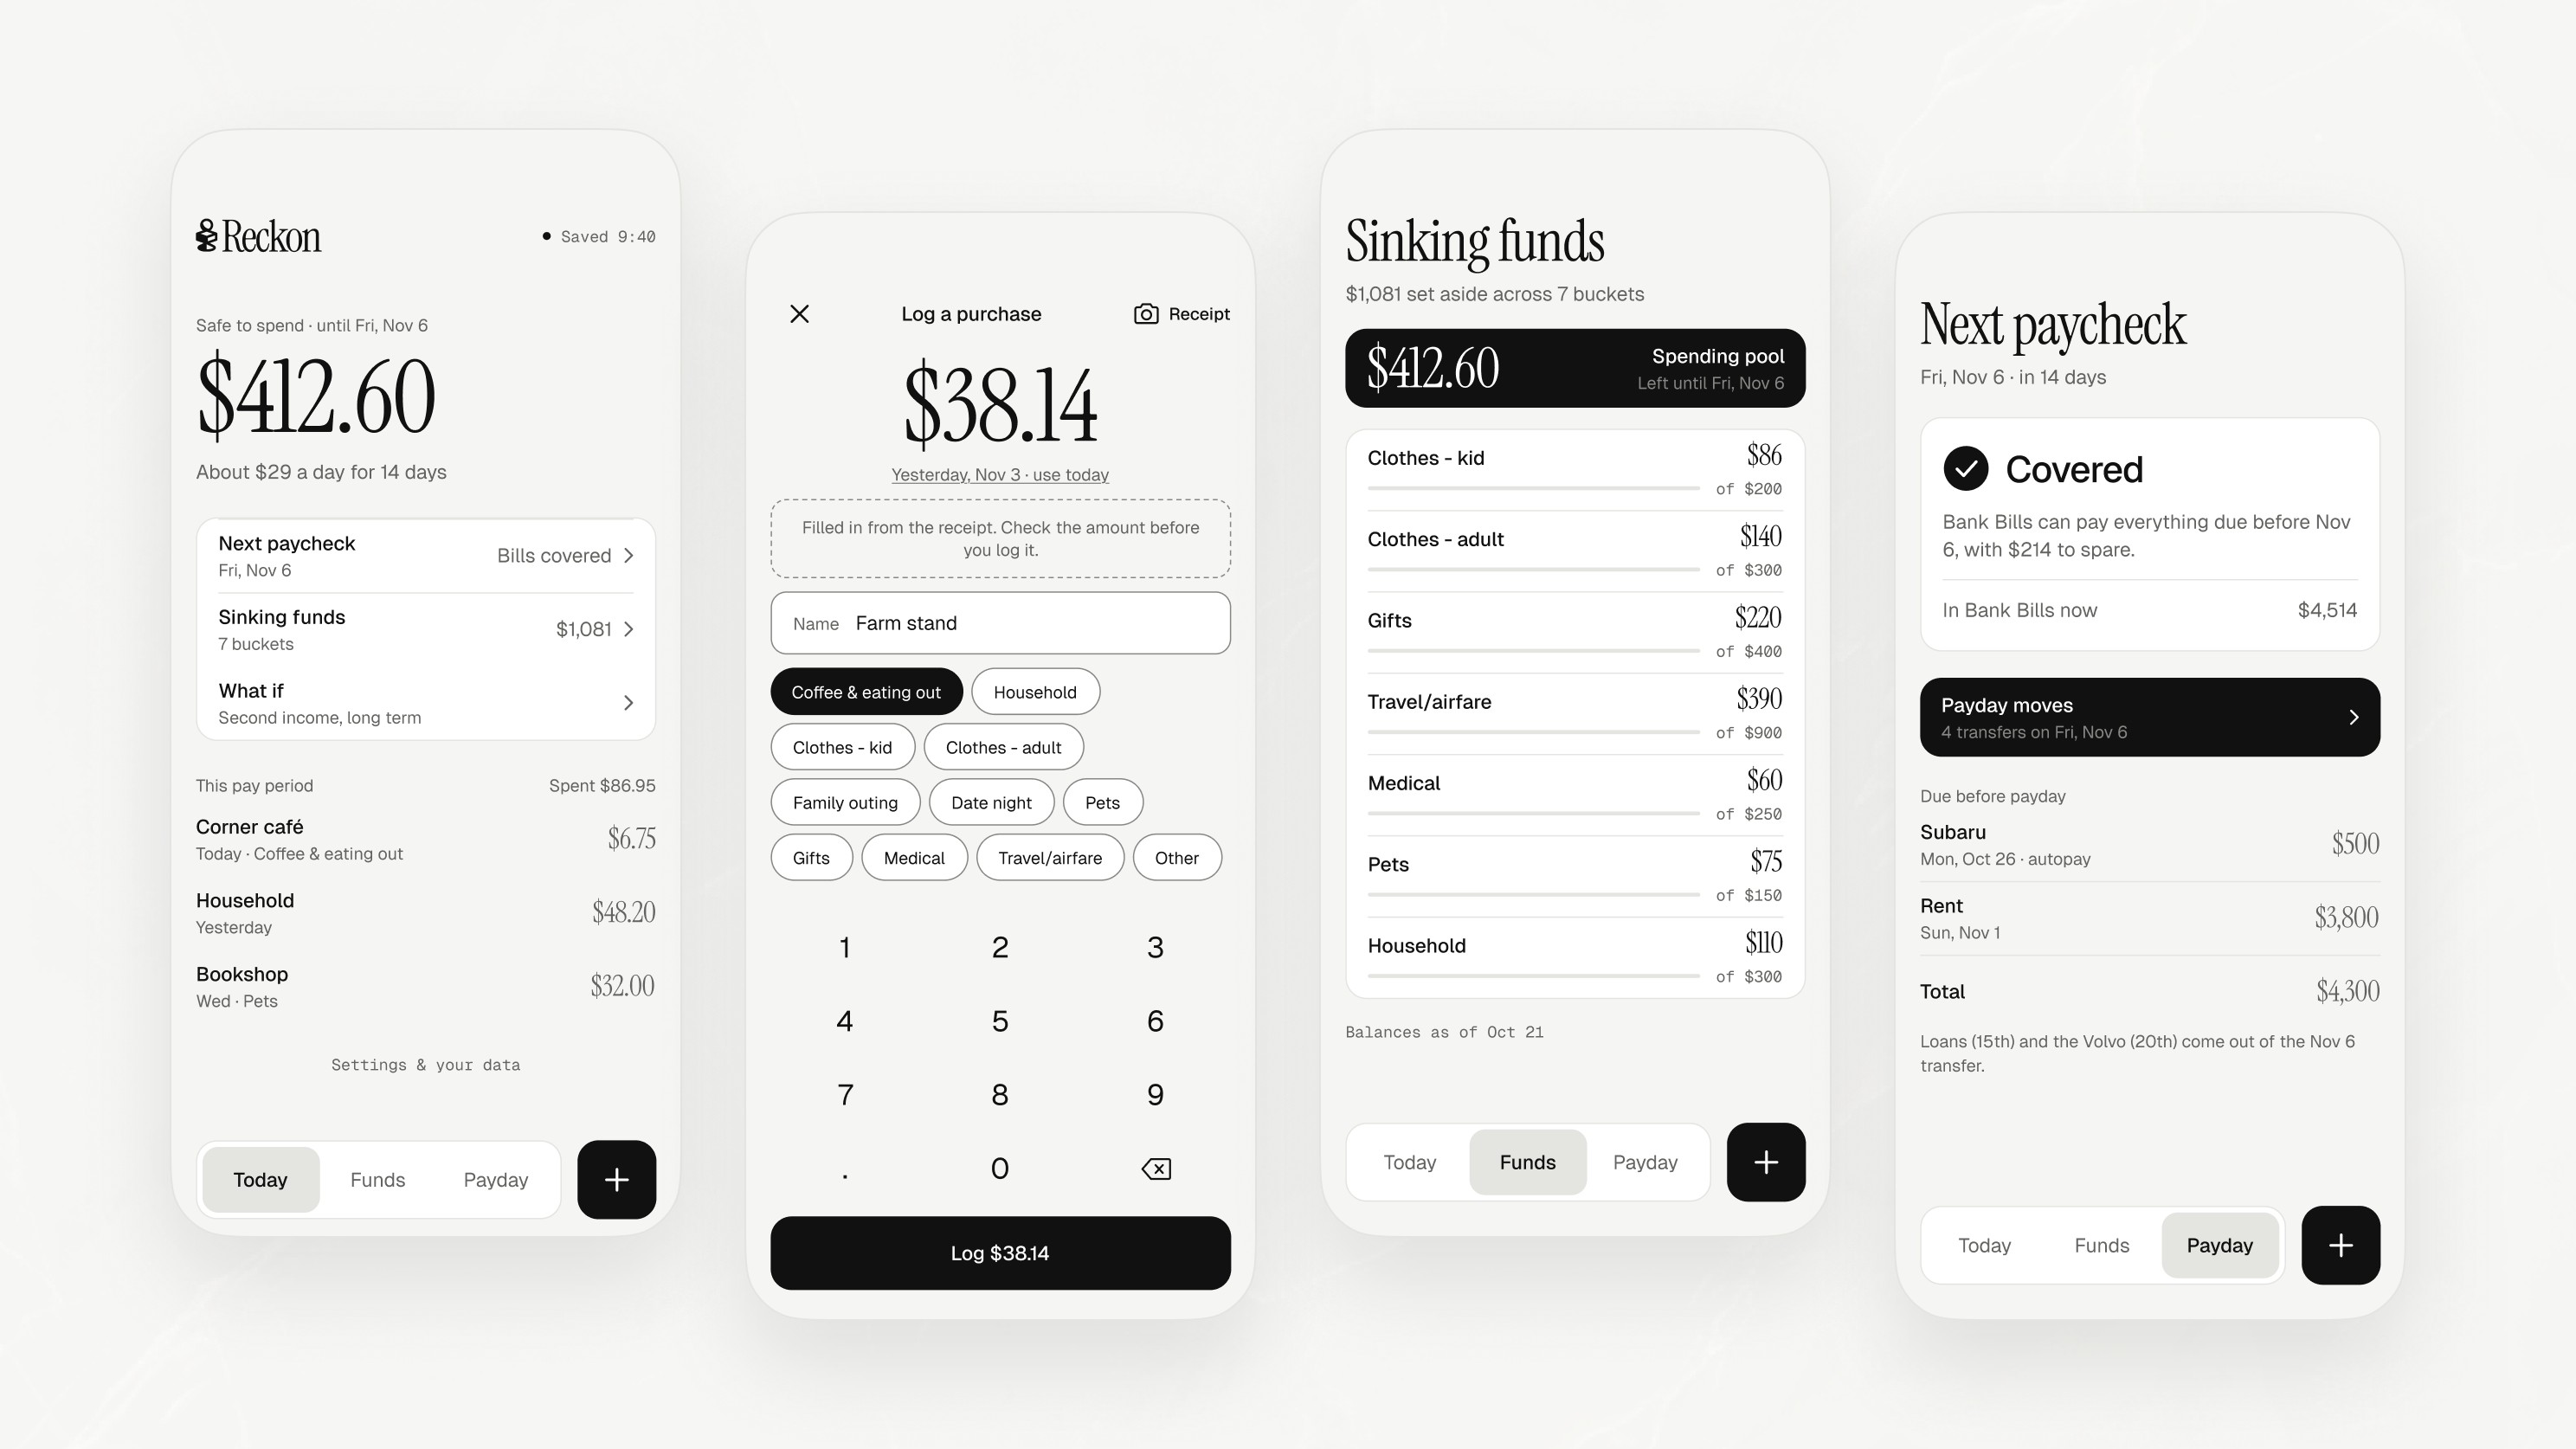 Reckon
Saved 9:40
Safe to spend · until Fri, Nov 6
$412.60
About $29 a day for 14 days
Next paycheck
Fri, Nov 6
Bills covered
Sinking funds
7 buckets
$1,081
What if
Second income, long term
This pay period
Spent $86.95
Corner café
Today · Coffee & eating out
$6.75
Household
Yesterday
$48.20
Bookshop
Wed · Pets
$32.00
Settings & your data
Today
Funds
Payday
Log a purchase
Receipt
$38.14
Yesterday, Nov 3 · use today
Filled in from the receipt. Check the amount before
you log it.
Name Farm stand
Coffee & eating out
Household
Clothes - kid
Clothes - adult
Family outing
Date night
Pets
Gifts
Medical
Travel/airfare
Other
1 2 3
4 5 6
7 8 9
. 0
Log $38.14
Sinking funds
$1,081 set aside across 7 buckets
$412.60
Spending pool
Left until Fri, Nov 6
Clothes - kid
$86
of $200
Clothes - adult
$140
of $300
Gifts
$220
of $400
Travel/airfare
$390
of $900
Medical
$60
of $250
Pets
$75
of $150
Household
$110
of $300
Balances as of Oct 21
Today
Funds
Payday
Next paycheck
Fri, Nov 6 · in 14 days
Covered
Bank Bills can pay everything due before Nov
6, with $214 to spare.
In Bank Bills now
$4,514
Payday moves
4 transfers on Fri, Nov 6
Due before payday
Subaru
Mon, Oct 26 · autopay
$500
Rent
Sun, Nov 1
$3,800
Total
$4,300
Loans (15th) and the Volvo (20th) come out of the Nov 6
transfer.
Today
Funds
Payday